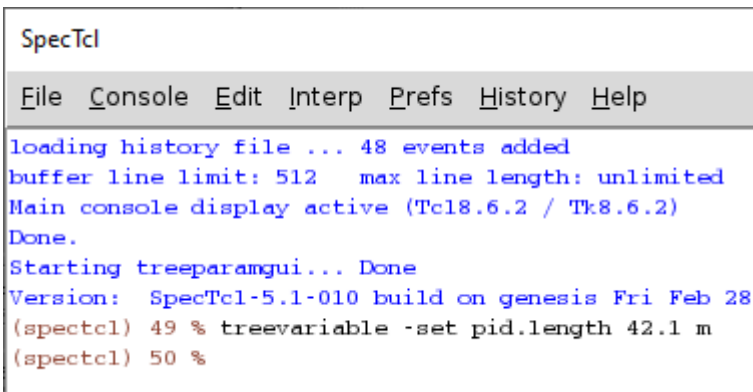 SpecTcl
File Console Edit Interp Prefs History Help
loading history file ... 48 events added
buffer line limit: 512   max line length: unlimited
Main console display active (Tcl8.6.2 / Tk8.6.2)
Done.
Starting treeparamgui... Done
Version:  SpecTcl-5.1-010 build on genesis Fri Feb 28
(spectcl) 49 % treevariable -set pid.length 42.1 m
(spectcl) 50 %